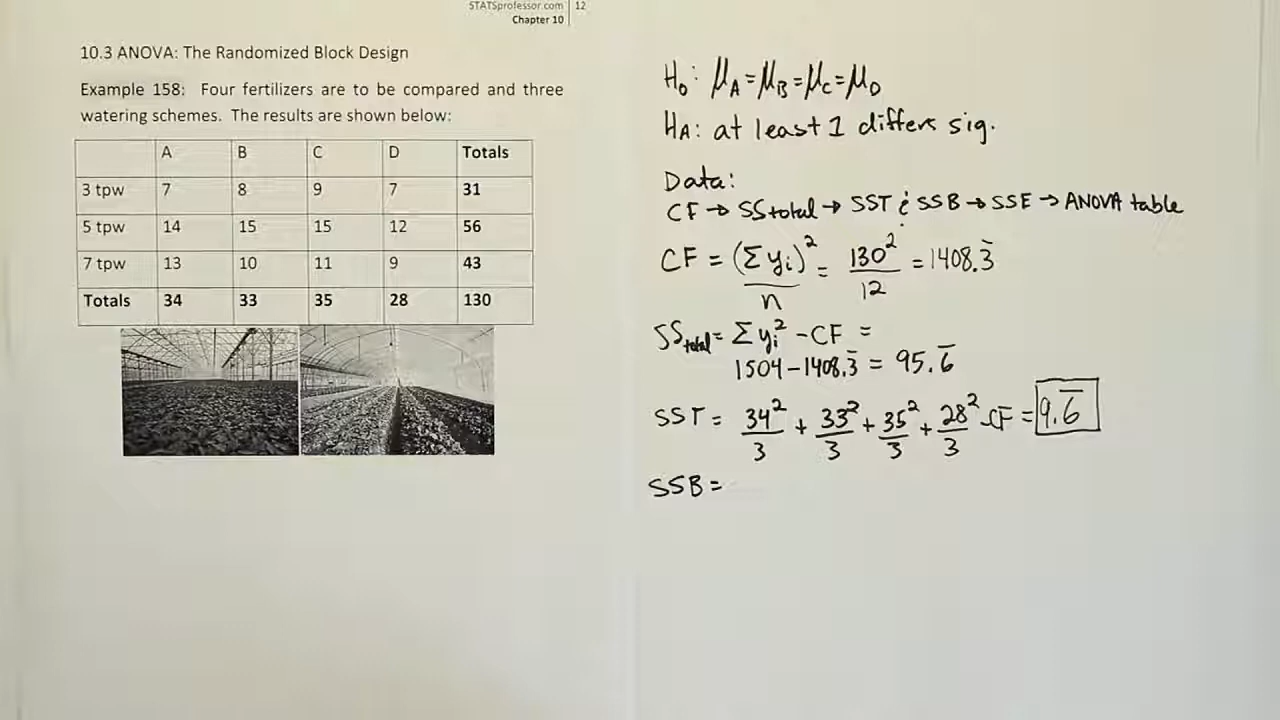 STATSprofessor.com 12
Chapter 10
10.3 ANOVA: The Randomized Block Design
Example 158: Four fertilizers are to be compared and three
watering schemes. The results are shown below:
A B C D Totals
3 tpw 7 8 9 7 31
5 tpw 14 15 15 12 56
7 tpw 13 10 11 9 43
Totals 34 33 35 28 130
H₀: μA = μB = μC = μD
HA: at least 1 differs sig.
Data:
CF → SStotal → SST & SSB → SSE → ANOVA table
CF = (Σyi)²/n = 130²/12 = 1408.3̅
SStotal = Σyi² - CF =
1504 - 1408.3̅ = 95.6̅
SST = 34²/3 + 33²/3 + 35²/3 + 28²/3 - CF = 9.6̅
SSB =